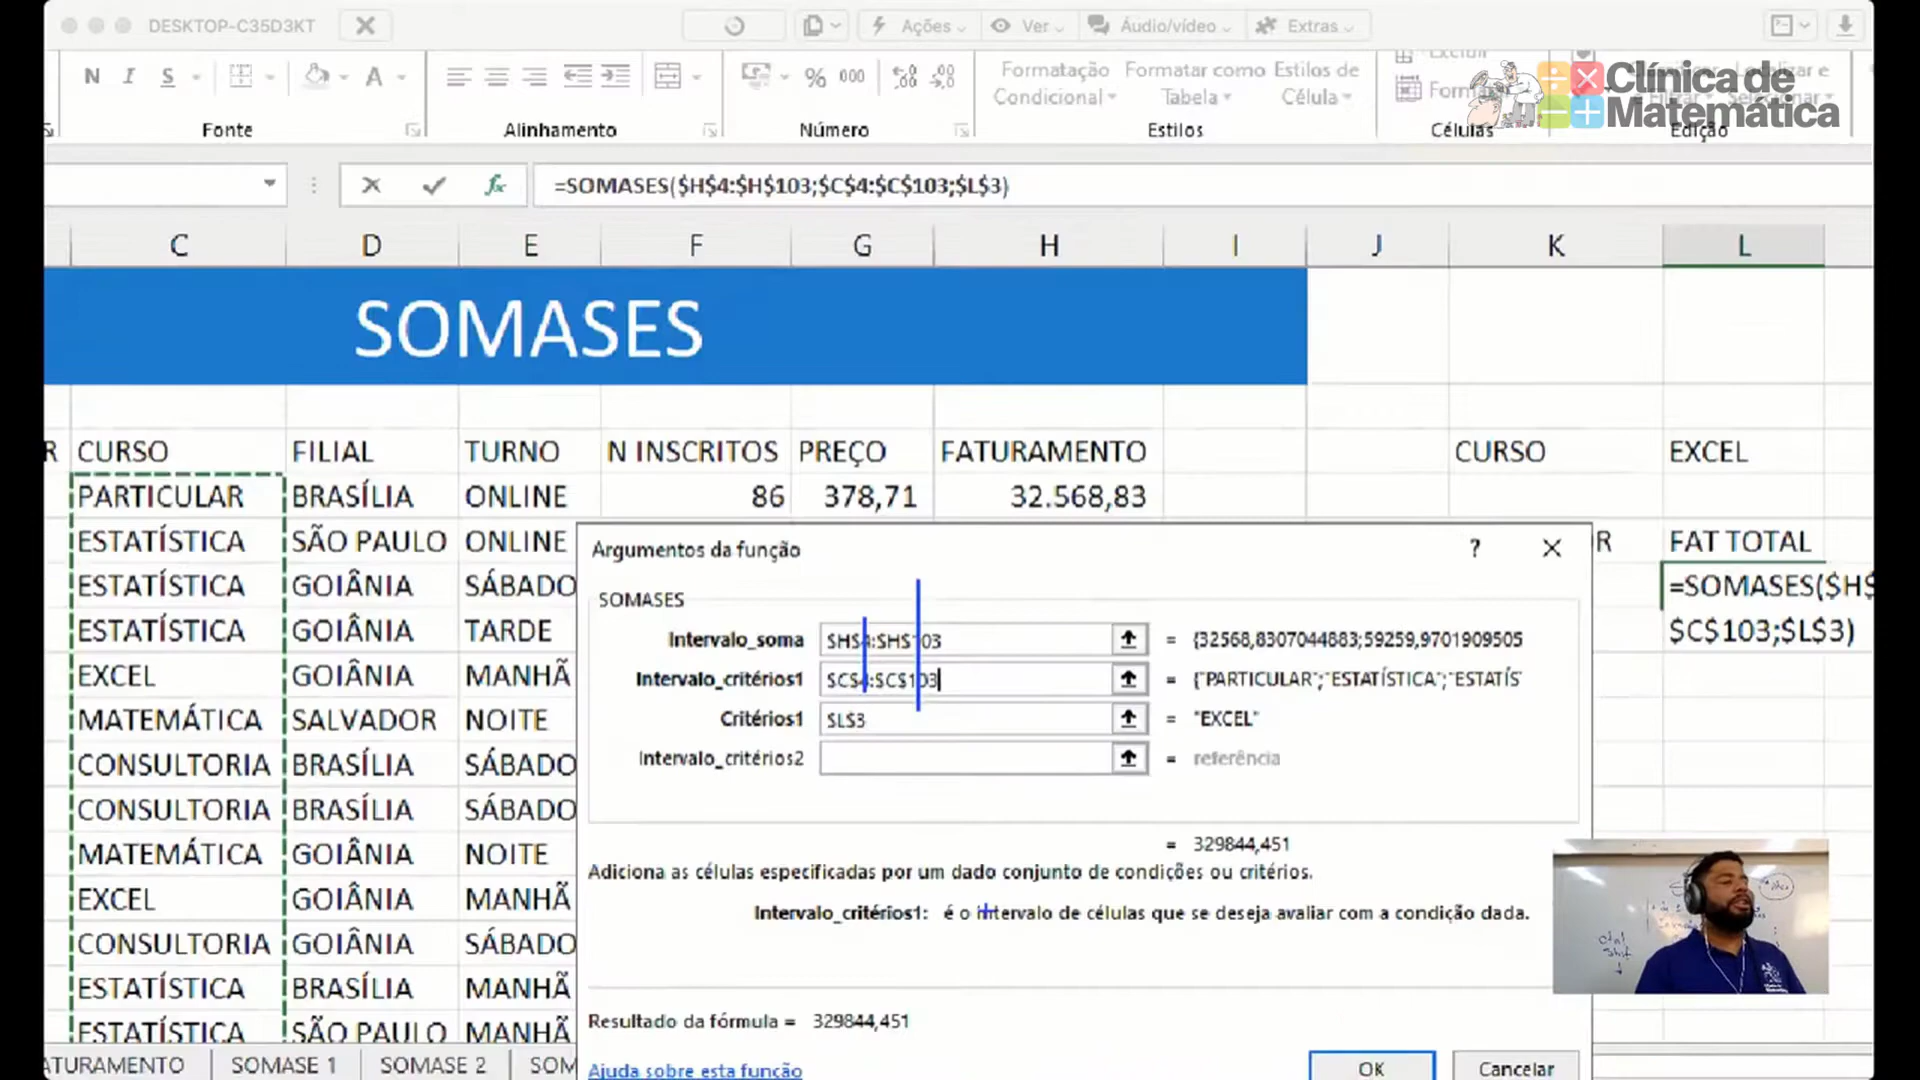 DESKTOP-C35D3KT
Ações
Ver
Áudio/vídeo
Extras
N I S
A
% 000
Formatação Condicional
Formatar como Tabela
Estilos de Célula
Excluir
Fonte
Alinhamento
Número
Estilos
Células
Edição
Clínica de
Matemática
fx
=SOMASES($H$4:$H$103;$C$4:$C$103;$L$3)
C D E F G H I J K L
SOMASES
R CURSO FILIAL TURNO N INSCRITOS PREÇO FATURAMENTO CURSO EXCEL
PARTICULAR BRASÍLIA ONLINE 86 378,71 32.568,83
ESTATÍSTICA SÃO PAULO ONLINE
R FAT TOTAL
ESTATÍSTICA GOIÂNIA SÁBADO
=SOMASES($H$
ESTATÍSTICA GOIÂNIA TARDE
$C$103;$L$3)
EXCEL GOIÂNIA MANHÃ
MATEMÁTICA SALVADOR NOITE
CONSULTORIA BRASÍLIA SÁBADO
CONSULTORIA BRASÍLIA SÁBADO
MATEMÁTICA GOIÂNIA NOITE
EXCEL GOIÂNIA MANHÃ
CONSULTORIA GOIÂNIA SÁBADO
ESTATÍSTICA BRASÍLIA MANHÃ
ESTATÍSTICA SÃO PAULO MANHÃ
Argumentos da função ?
SOMASES
Intervalo_soma $H$4:$H$103 = {32568,8307044883;59259,9701909505
Intervalo_critérios1 $C$4:$C$103 = {"PARTICULAR";"ESTATÍSTICA";"ESTATÍS
Critérios1 $L$3 = "EXCEL"
Intervalo_critérios2 = referência
= 329844,451
Adiciona as células especificadas por um dado conjunto de condições ou critérios.
Intervalo_critérios1: é o intervalo de células que se deseja avaliar com a condição dada.
Resultado da fórmula = 329844,451
Ajuda sobre esta função
OK
Cancelar
ATURAMENTO SOMASE 1 SOMASE 2 SOM